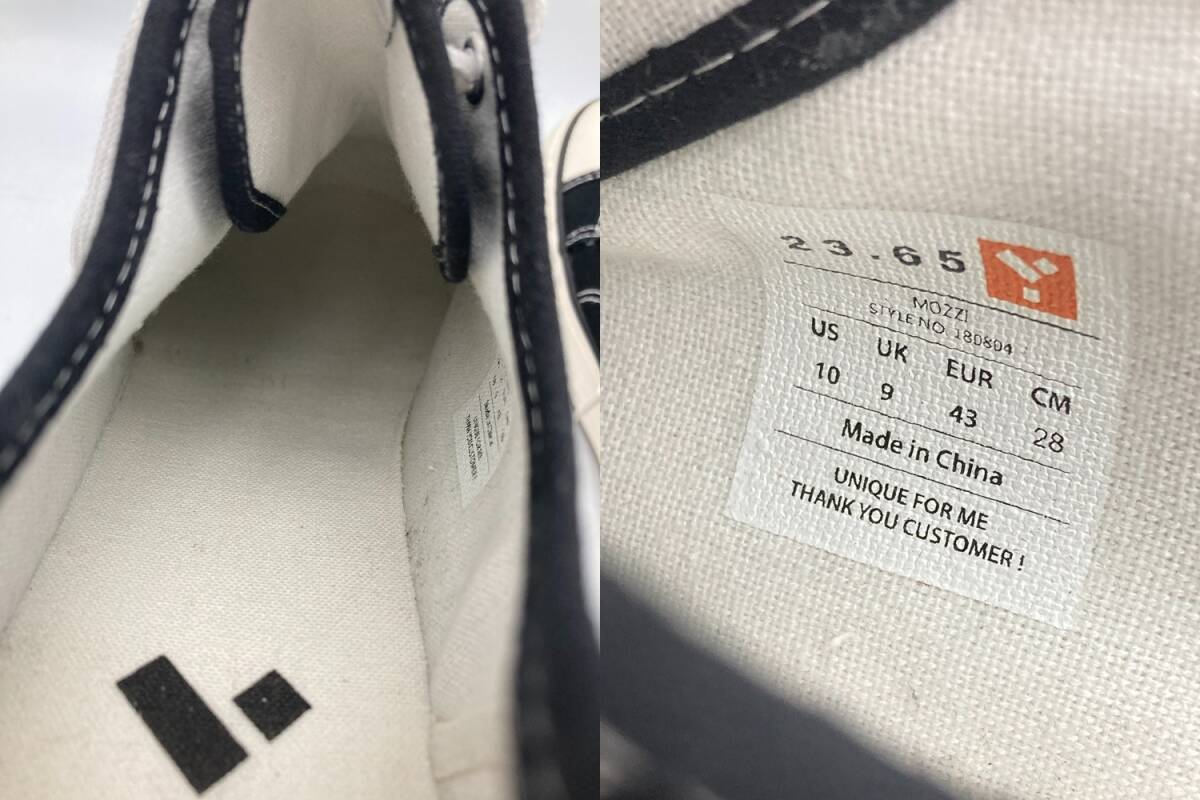 23.65
MOZZI
STYLE NO. 180804
US UK EUR CM
10 9 43 28
Made in China
UNIQUE FOR ME
THANK YOU CUSTOMER !